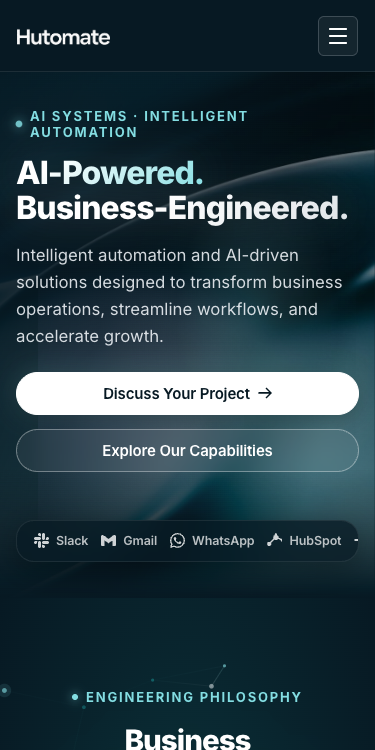 Hutomate
AI SYSTEMS · INTELLIGENT
AUTOMATION
AI-Powered.
Business-Engineered.
Intelligent automation and AI-driven
solutions designed to transform business
operations, streamline workflows, and
accelerate growth.
Discuss Your Project →
Explore Our Capabilities
Slack Gmail WhatsApp HubSpot
ENGINEERING PHILOSOPHY
Business